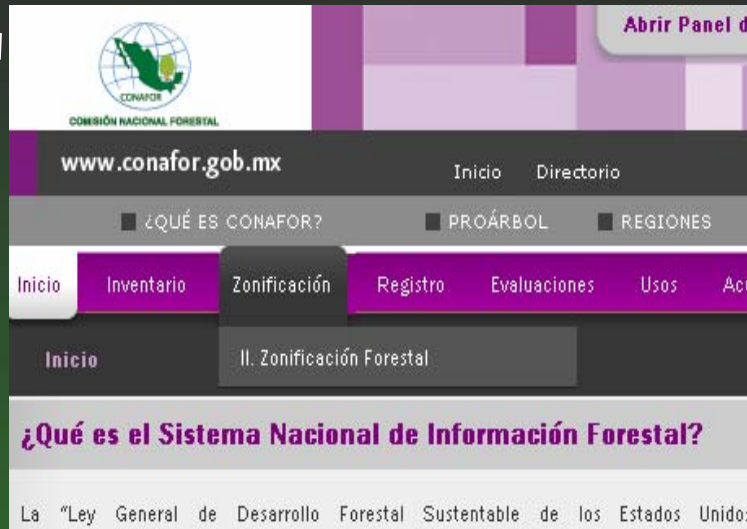 Abrir Panel d
CONAFOR
COMISIÓN NACIONAL FORESTAL
www.conafor.gob.mx
Inicio Directorio
¿QUÉ ES CONAFOR? PROÁRBOL REGIONES
Inicio Inventario Zonificación Registro Evaluaciones Usos Acu
Inicio II. Zonificación Forestal
¿Qué es el Sistema Nacional de Información Forestal?
La “Ley General de Desarrollo Forestal Sustentable de los Estados Unidos